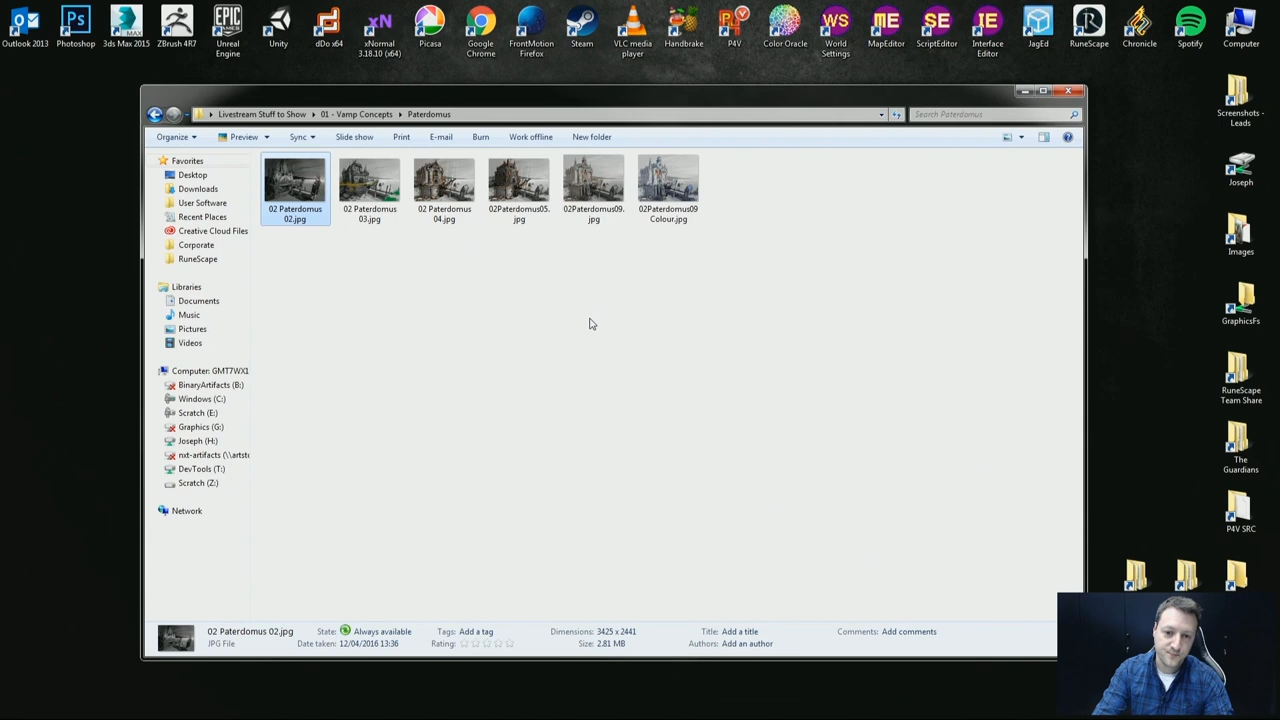 Outlook 2013
Photoshop
3ds Max 2015
ZBrush 4R7
Unreal
Engine
Unity
dDo x64
xNormal
3.18.10 (x64)
Picasa
Google
Chrome
FrontMotion
Firefox
Steam
VLC media
player
Handbrake
P4V
Color Oracle
World
Settings
MapEditor
ScriptEditor
Interface
Editor
JagEd
RuneScape
Chronicle
Spotify
Computer
Livestream Stuff to Show
01 - Vamp Concepts
Paterdomus
Search Paterdomus
Organize
Preview
Sync
Slide show
Print
E-mail
Burn
Work offline
New folder
Favorites
Desktop
Downloads
User Software
Recent Places
Creative Cloud Files
Corporate
RuneScape
Libraries
Documents
Music
Pictures
Videos
Computer: GMT7WX1
BinaryArtifacts (B:)
Windows (C:)
Scratch (E:)
Graphics (G:)
Joseph (H:)
nxt-artifacts (\\artste
DevTools (T:)
Scratch (Z:)
Network
02 Paterdomus
02.jpg
02 Paterdomus
03.jpg
02 Paterdomus
04.jpg
02Paterdomus05.
jpg
02Paterdomus09.
jpg
02Paterdomus09
Colour.jpg
Screenshots -
Leads
Joseph
Images
GraphicsFs
RuneScape
Team Share
The
Guardians
P4V SRC
02 Paterdomus 02.jpg
JPG File
State: Always available
Date taken: 12/04/2016 13:36
Tags: Add a tag
Rating:
Dimensions: 3425 x 2441
Size: 2.81 MB
Title: Add a title
Authors: Add an author
Comments: Add comments